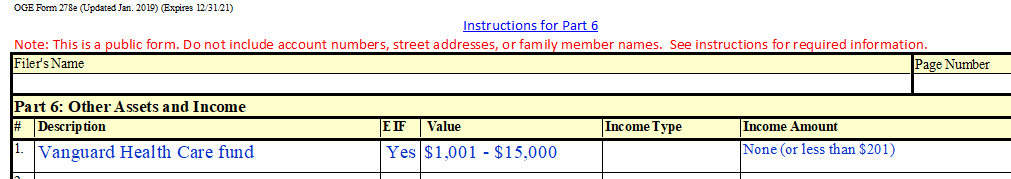 OGE Form 278e (Updated Jan. 2019) (Expires 12/31/21)
Instructions for Part 6
Note: This is a public form. Do not include account numbers, street addresses, or family member names. See instructions for required information.
Filer's Name Page Number
Part 6: Other Assets and Income
# Description EIF Value Income Type Income Amount
1. Vanguard Health Care fund Yes $1,001 - $15,000 None (or less than $201)